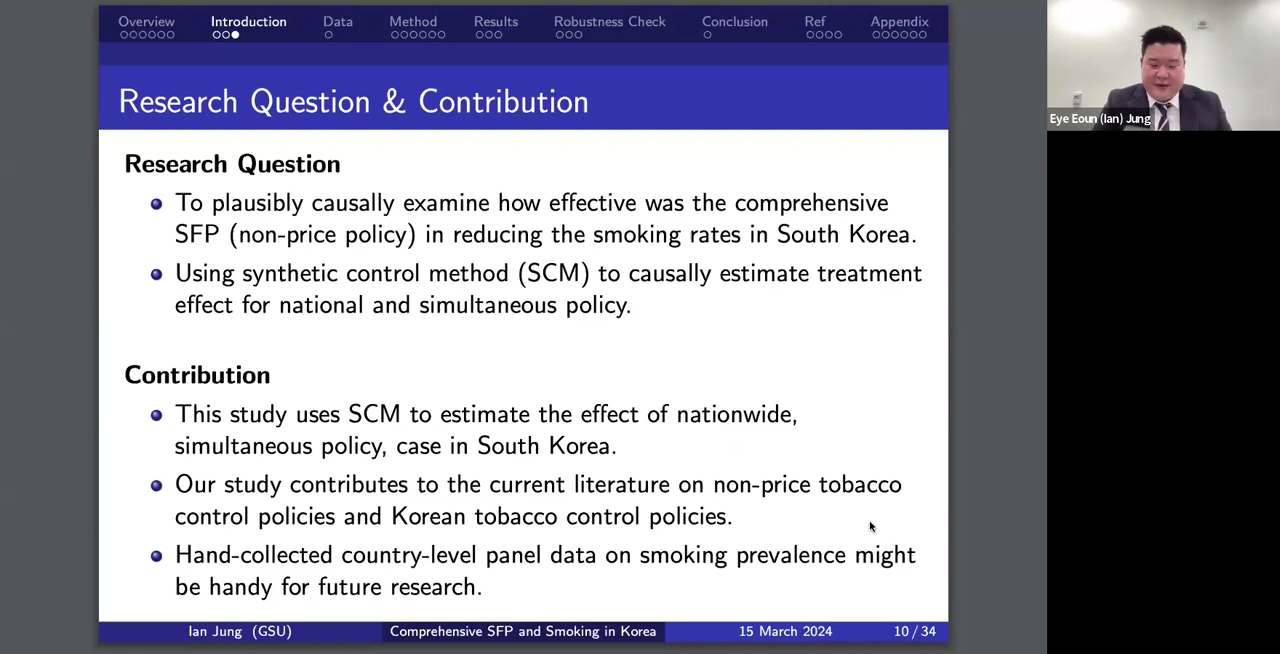 Overview Introduction Data Method Results Robustness Check Conclusion Ref Appendix
Research Question & Contribution
Eye Eoun (Ian) Jung
Research Question
To plausibly causally examine how effective was the comprehensive
SFP (non-price policy) in reducing the smoking rates in South Korea.
Using synthetic control method (SCM) to causally estimate treatment
effect for national and simultaneous policy.
Contribution
This study uses SCM to estimate the effect of nationwide,
simultaneous policy, case in South Korea.
Our study contributes to the current literature on non-price tobacco
control policies and Korean tobacco control policies.
Hand-collected country-level panel data on smoking prevalence might
be handy for future research.
Ian Jung (GSU) Comprehensive SFP and Smoking in Korea 15 March 2024 10 / 34